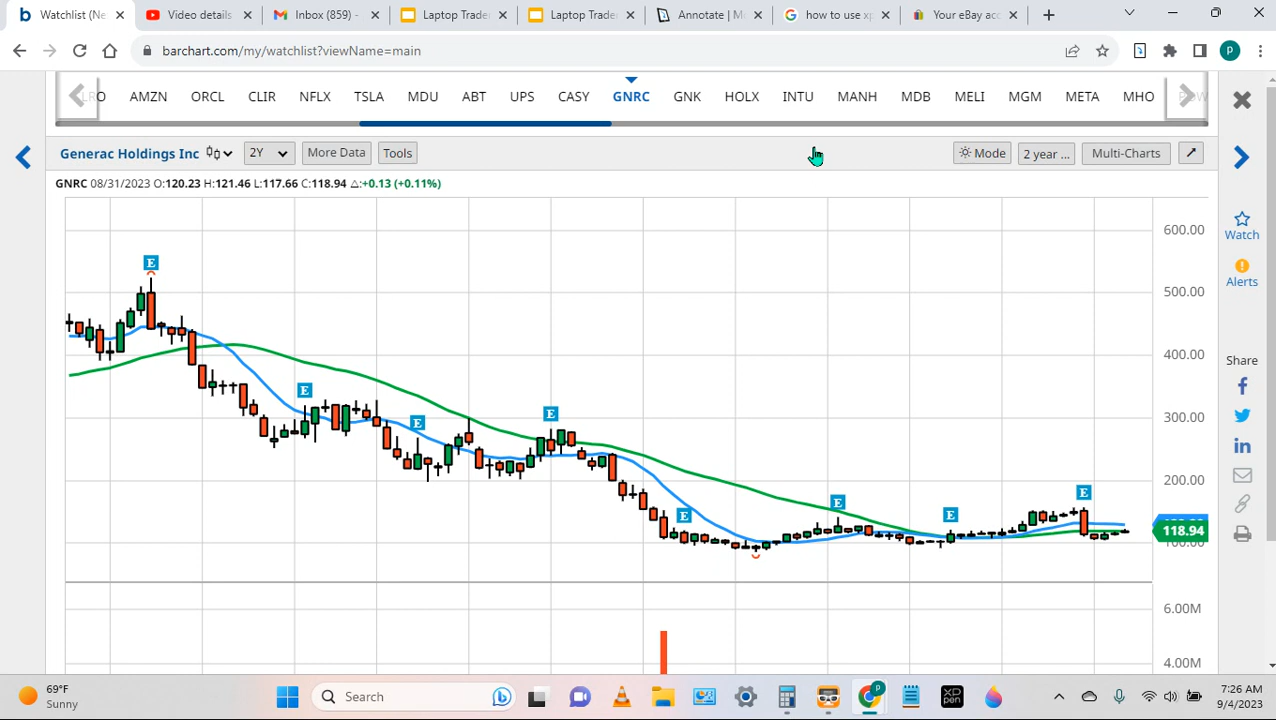 Watchlist (Ne
Video details
Inbox (859) -
Laptop Trade
Laptop Trade
Annotate | M
how to use xp
Your eBay acc
barchart.com/my/watchlist?viewName=main
P
RO AMZN ORCL CLIR NFLX TSLA MDU ABT UPS CASY GNRC GNK HOLX INTU MANH MDB MELI MGM META MHO
Generac Holdings Inc 2Y More Data Tools Mode 2 year ... Multi-Charts
GNRC 08/31/2023 O:120.23 H:121.46 L:117.66 C:118.94 △:+0.13 (+0.11%)
Watch
Alerts
Share
600.00
500.00
400.00
300.00
200.00
118.94
6.00M
4.00M
E
E
E
E
E
E
E
E
69°F
Sunny
Search
XP
PEN
7:26 AM
9/4/2023